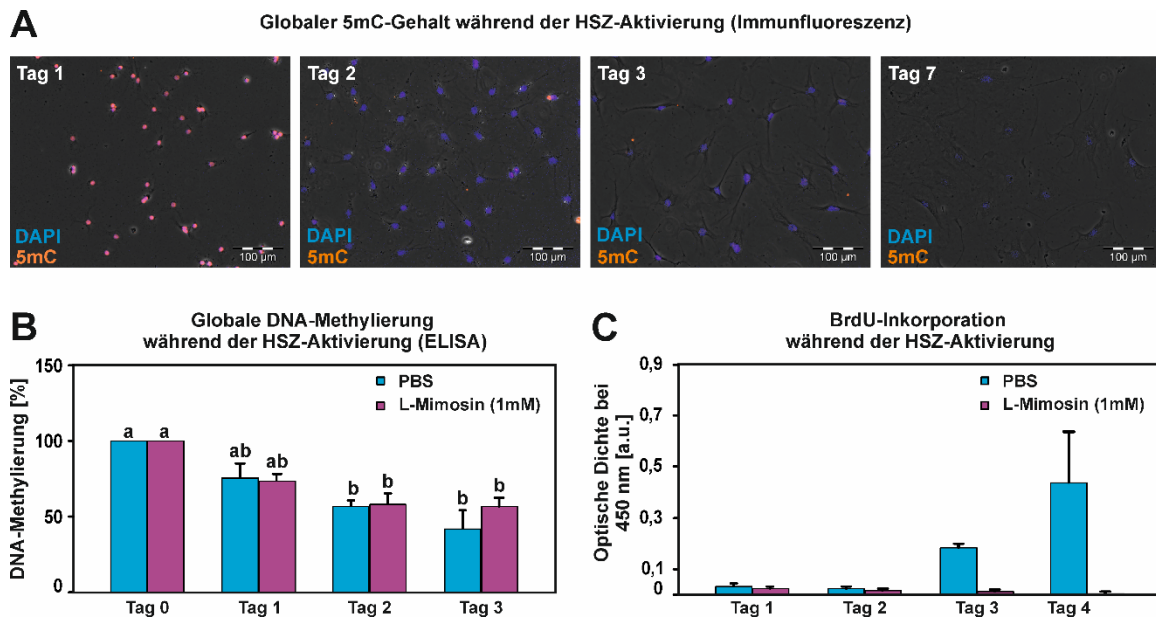 A
Globaler 5mC-Gehalt während der HSZ-Aktivierung (Immunfluoreszenz)
Tag 1
DAPI
5mC
100 µm
Tag 2
DAPI
5mC
100 µm
Tag 3
DAPI
5mC
100 µm
Tag 7
DAPI
5mC
100 µm
B
Globale DNA-Methylierung
während der HSZ-Aktivierung (ELISA)
DNA-Methylierung [%]
150
100
50
0
PBS
L-Mimosin (1mM)
a a
ab ab
b b
b b
Tag 0 Tag 1 Tag 2 Tag 3
C
BrdU-Inkorporation
während der HSZ-Aktivierung
Optische Dichte bei
450 nm [a.u.]
0,9
0,7
0,5
0,3
0,1
0
PBS
L-Mimosin (1mM)
Tag 1 Tag 2 Tag 3 Tag 4